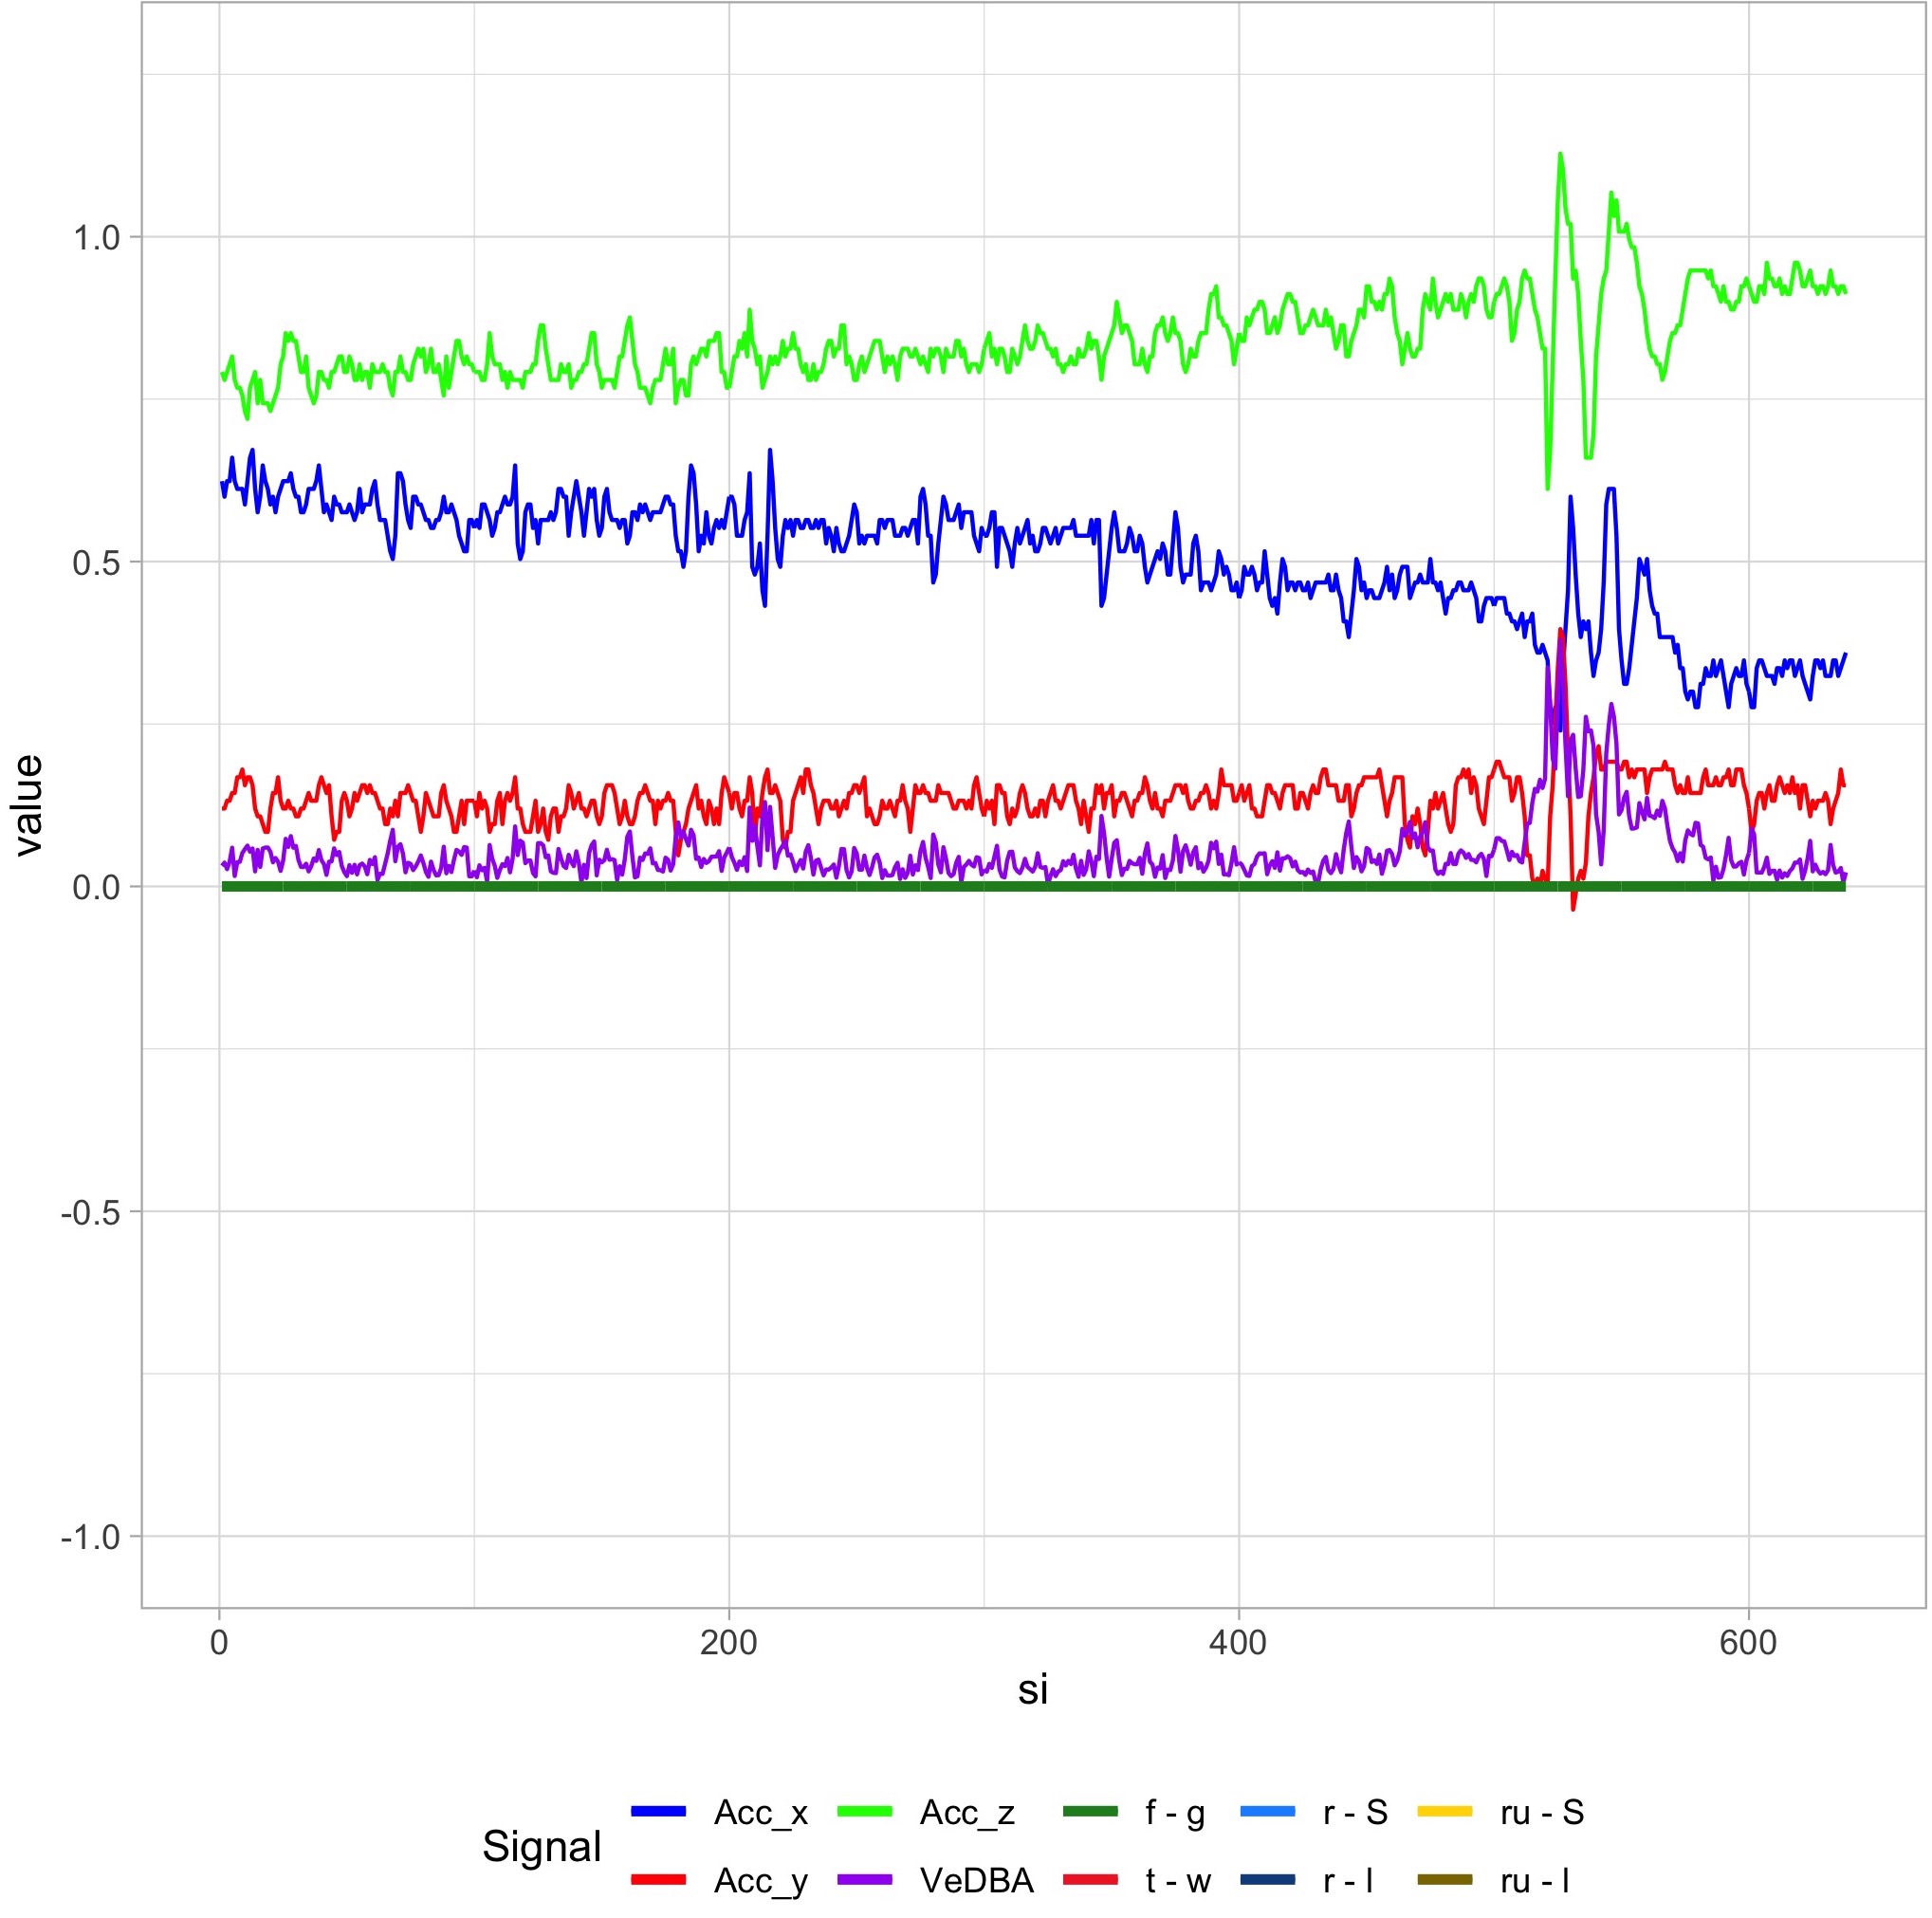 1.0
0.5
0.0
-0.5
-1.0
value
0 200 400 600
si
Signal
Acc_x Acc_z f - g r - S ru - S
Acc_y VeDBA t - w r - l ru - l